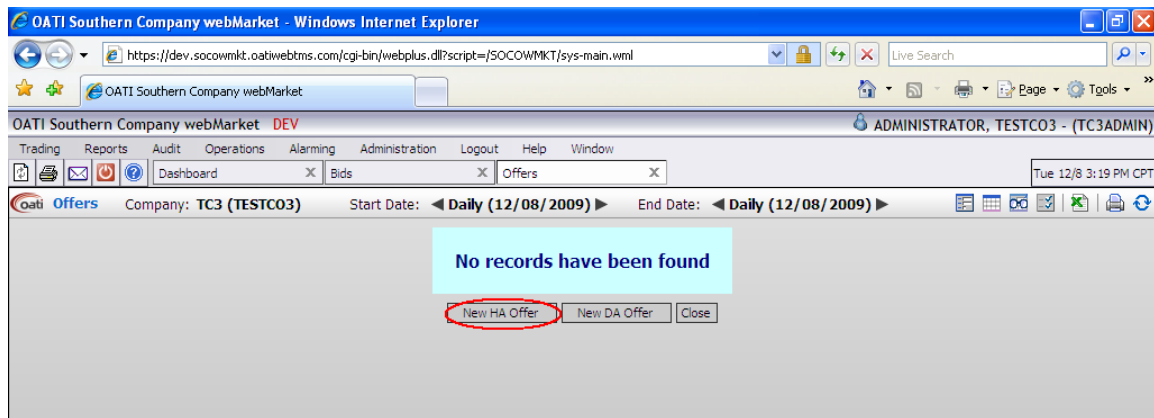 OATI Southern Company webMarket - Windows Internet Explorer
https://dev.socowmkt.oatiwebtms.com/cgi-bin/webplus.dll?script=/SOCOWMKT/sys-main.wml
Live Search
OATI Southern Company webMarket
Page Tools
OATI Southern Company webMarket DEV
ADMINISTRATOR, TESTCO3 - (TC3ADMIN)
Trading Reports Audit Operations Alarming Administration Logout Help Window
Dashboard X Bids X Offers X
Tue 12/8 3:19 PM CPT
oati Offers Company: TC3 (TESTCO3) Start Date: Daily (12/08/2009) End Date: Daily (12/08/2009)
No records have been found
New HA Offer New DA Offer Close